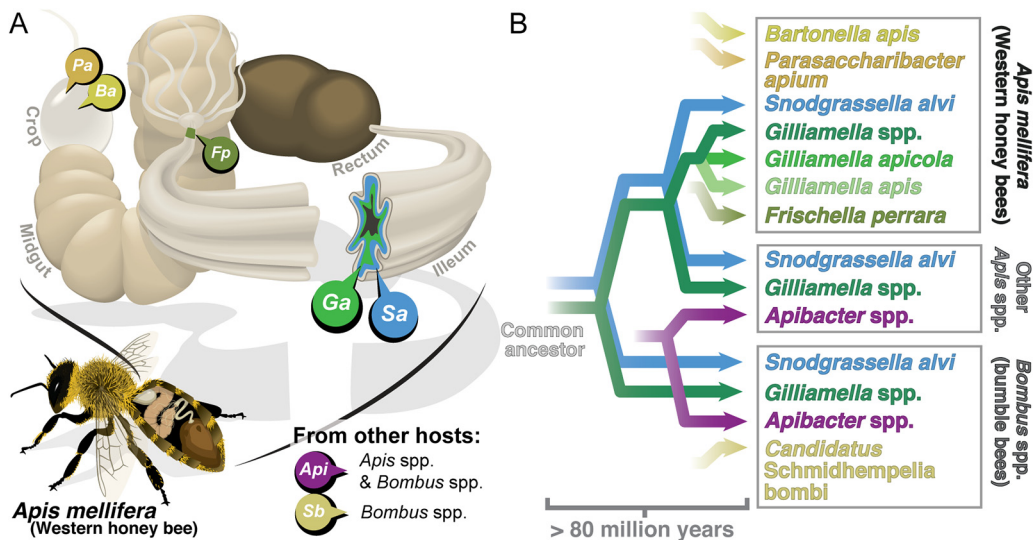 A
Pa
Ba
Crop
Fp
Rectum
Midgut
Illeum
Ga
Sa
From other hosts:
Api
Apis spp.
& Bombus spp.
Sb
Bombus spp.
Apis mellifera
(Western honey bee)
B
Bartonella apis
Parasaccharibacter
apium
Snodgrassella alvi
Gilliamella spp.
Gilliamella apicola
Gilliamella apis
Frischella perrara
Apis mellifera
(Western honey bees)
Snodgrassella alvi
Gilliamella spp.
Apibacter spp.
Other
Apis spp.
Common
ancestor
Snodgrassella alvi
Gilliamella spp.
Apibacter spp.
Candidatus
Schmidhempelia
bombi
Bombus spp.
(bumble bees)
> 80 million years